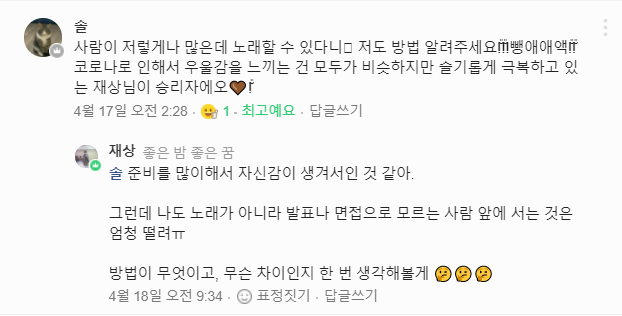 솔
사람이 저렇게나 많은데 노래할 수 있다니 저도 방법 알려주세요 뺑애애액
코로나로 인해서 우울감을 느끼는 건 모두가 비슷하지만 슬기롭게 극복하고 있
는 재상님이 승리자에오🤎!
4월 17일 오전 2:28 · 1 · 최고예요 · 답글쓰기
재상 좋은 밤 좋은 꿈
솔 준비를 많이해서 자신감이 생겨서인 것 같아.
그런데 나도 노래가 아니라 발표나 면접으로 모르는 사람 앞에 서는 것은
엄청 떨려ㅠ
방법이 무엇이고, 무슨 차이인지 한 번 생각해볼게 🤔🤔🤔
4월 18일 오전 9:34 · 표정짓기 · 답글쓰기